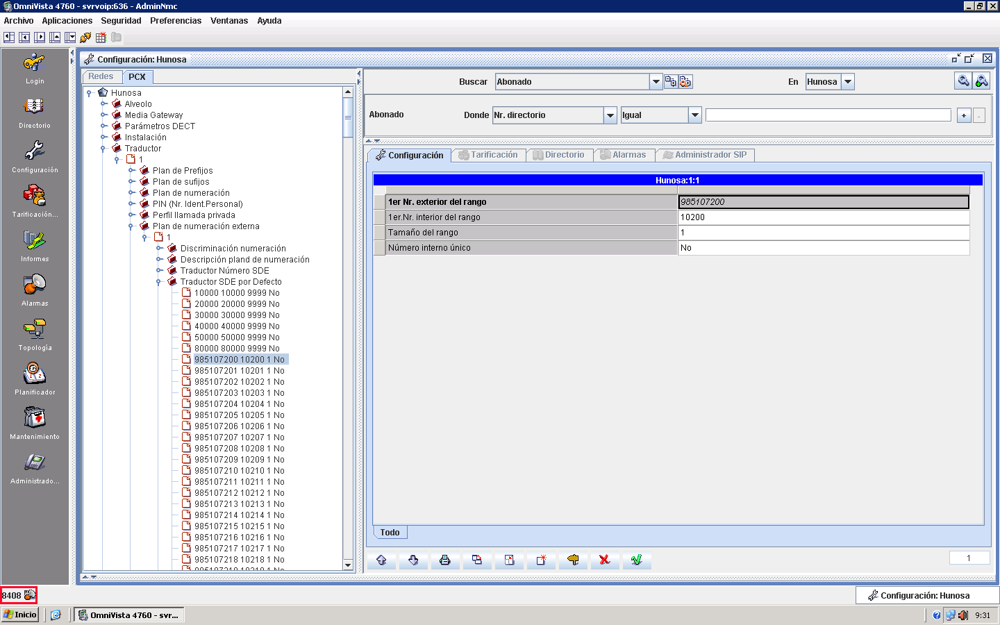 OmniVista 4760 - svrvoip:636 - AdminNmc
Archivo Aplicaciones Seguridad Preferencias Ventanas Ayuda
Login
Directorio
Configuración
Tarificación...
Informes
Alarmas
Topología
Planificador
Mantenimiento
Administrado...
Configuración: Hunosa
Redes PCX
Hunosa
Alveolo
Media Gateway
Parámetros DECT
Instalación
Traductor
1
Plan de Prefijos
Plan de sufijos
Plan de numeración
PIN (Nr. Ident.Personal)
Perfil llamada privada
Plan de numeración externa
1
Discriminación numeración
Descripción pland de numeración
Traductor Número SDE
Traductor SDE por Defecto
10000 10000 9999 No
20000 20000 9999 No
30000 30000 9999 No
40000 40000 9999 No
50000 50000 9999 No
80000 80000 9999 No
985107200 10200 1 No
985107201 10201 1 No
985107202 10202 1 No
985107203 10203 1 No
985107204 10204 1 No
985107205 10205 1 No
985107206 10206 1 No
985107207 10207 1 No
985107208 10208 1 No
985107209 10209 1 No
985107210 10210 1 No
985107211 10211 1 No
985107212 10212 1 No
985107213 10213 1 No
985107214 10214 1 No
985107215 10215 1 No
985107216 10216 1 No
985107217 10217 1 No
985107218 10218 1 No
985107219 10219 1 No
Buscar Abonado En Hunosa
Abonado Donde Nr. directorio Igual + -
Configuración Tarificación Directorio Alarmas Administrador SIP
Hunosa:1:1
1er Nr. exterior del rango 985107200
1er.Nr. interior del rango 10200
Tamaño del rango 1
Número interno único No
Todo
1
8408
Configuración: Hunosa
Inicio OmniVista 4760 - svr... 9:31